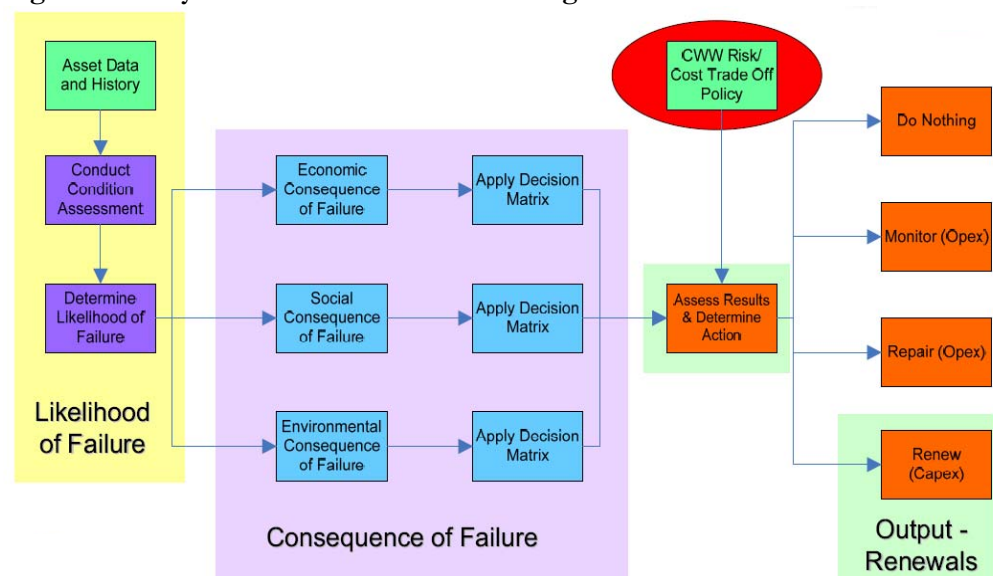 Asset Data
and History
Conduct
Condition
Assessment
Determine
Likelihood of
Failure
Likelihood
of Failure
Economic
Consequence
of Failure
Apply Decision
Matrix
Social
Consequence
of Failure
Apply Decision
Matrix
Environmental
Consequence
of Failure
Apply Decision
Matrix
Consequence of Failure
CWW Risk/
Cost Trade Off
Policy
Assess Results
& Determine
Action
Do Nothing
Monitor (Opex)
Repair (Opex)
Renew
(Capex)
Output -
Renewals